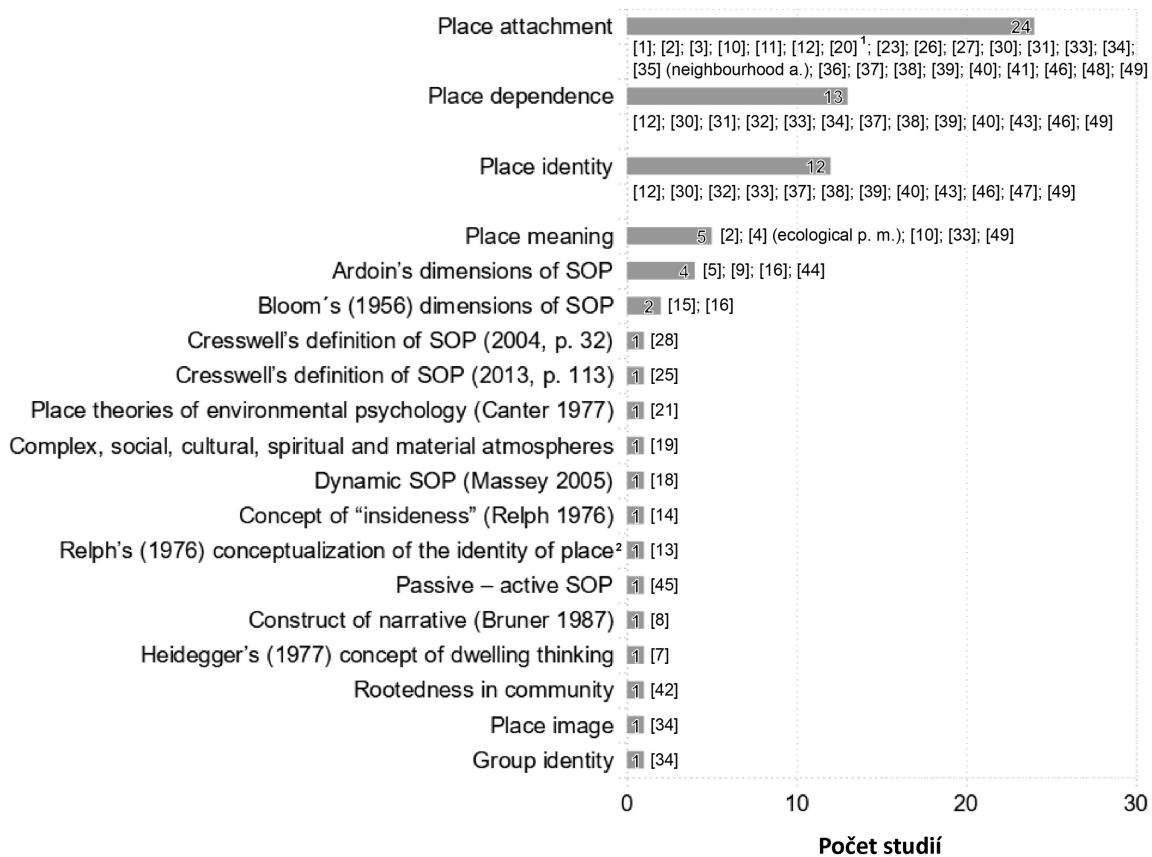 Place attachment 24
[1]; [2]; [3]; [10]; [11]; [12]; [20]¹; [23]; [26]; [27]; [30]; [31]; [33]; [34];
[35] (neighbourhood a.); [36]; [37]; [38]; [39]; [40]; [41]; [46]; [48]; [49]
Place dependence 13
[12]; [30]; [31]; [32]; [33]; [34]; [37]; [38]; [39]; [40]; [43]; [46]; [49]
Place identity 12
[12]; [30]; [32]; [33]; [37]; [38]; [39]; [40]; [43]; [46]; [47]; [49]
Place meaning 5 [2]; [4] (ecological p. m.); [10]; [33]; [49]
Ardoin’s dimensions of SOP 4 [5]; [9]; [16]; [44]
Bloom´s (1956) dimensions of SOP 2 [15]; [16]
Cresswell’s definition of SOP (2004, p. 32) 1 [28]
Cresswell’s definition of SOP (2013, p. 113) 1 [25]
Place theories of environmental psychology (Canter 1977) 1 [21]
Complex, social, cultural, spiritual and material atmospheres 1 [19]
Dynamic SOP (Massey 2005) 1 [18]
Concept of “insideness” (Relph 1976) 1 [14]
Relph’s (1976) conceptualization of the identity of place² 1 [13]
Passive – active SOP 1 [45]
Construct of narrative (Bruner 1987) 1 [8]
Heidegger’s (1977) concept of dwelling thinking 1 [7]
Rootedness in community 1 [42]
Place image 1 [34]
Group identity 1 [34]
0 10 20 30
Počet studií